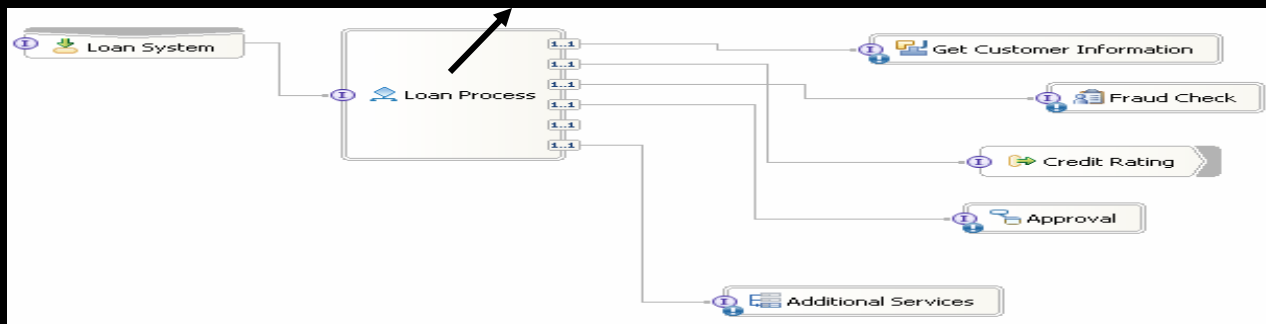 Loan System
Loan Process
1..1
1..1
1..1
1..1
1..1
1..1
Get Customer Information
Fraud Check
Credit Rating
Approval
Additional Services